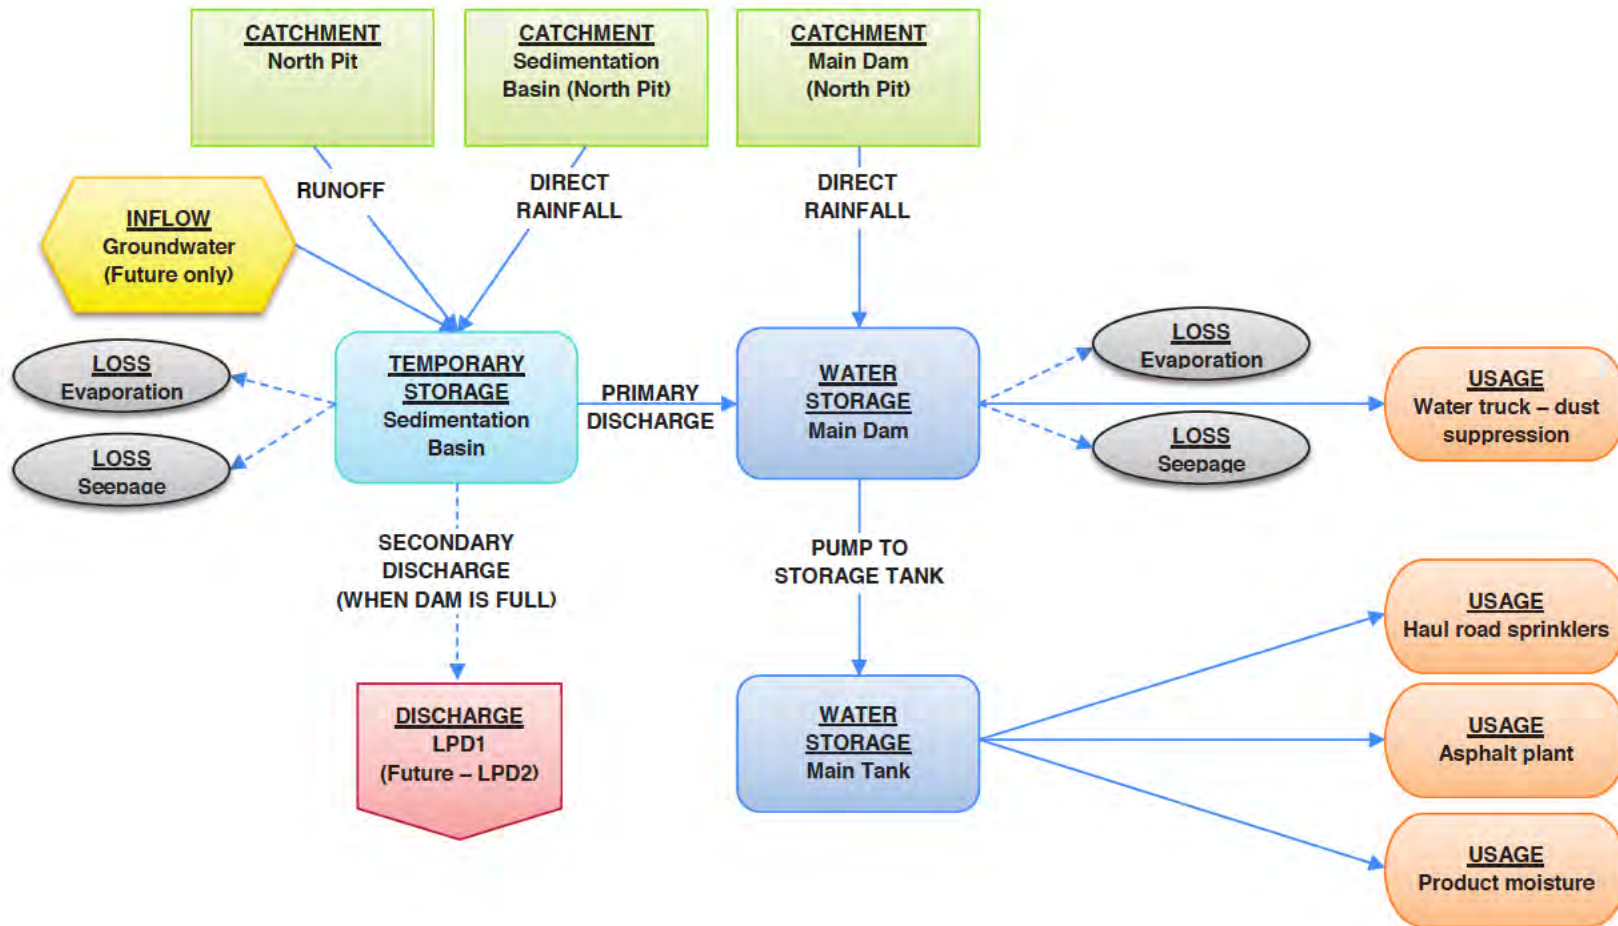 CATCHMENT
North Pit
CATCHMENT
Sedimentation
Basin (North Pit)
CATCHMENT
Main Dam
(North Pit)
RUNOFF
DIRECT
RAINFALL
DIRECT
RAINFALL
INFLOW
Groundwater
(Future only)
LOSS
Evaporation
LOSS
Seepage
TEMPORARY
STORAGE
Sedimentation
Basin
PRIMARY
DISCHARGE
WATER
STORAGE
Main Dam
LOSS
Evaporation
LOSS
Seepage
USAGE
Water truck – dust
suppression
SECONDARY
DISCHARGE
(WHEN DAM IS FULL)
PUMP TO
STORAGE TANK
DISCHARGE
LPD1
(Future – LPD2)
WATER
STORAGE
Main Tank
USAGE
Haul road sprinklers
USAGE
Asphalt plant
USAGE
Product moisture